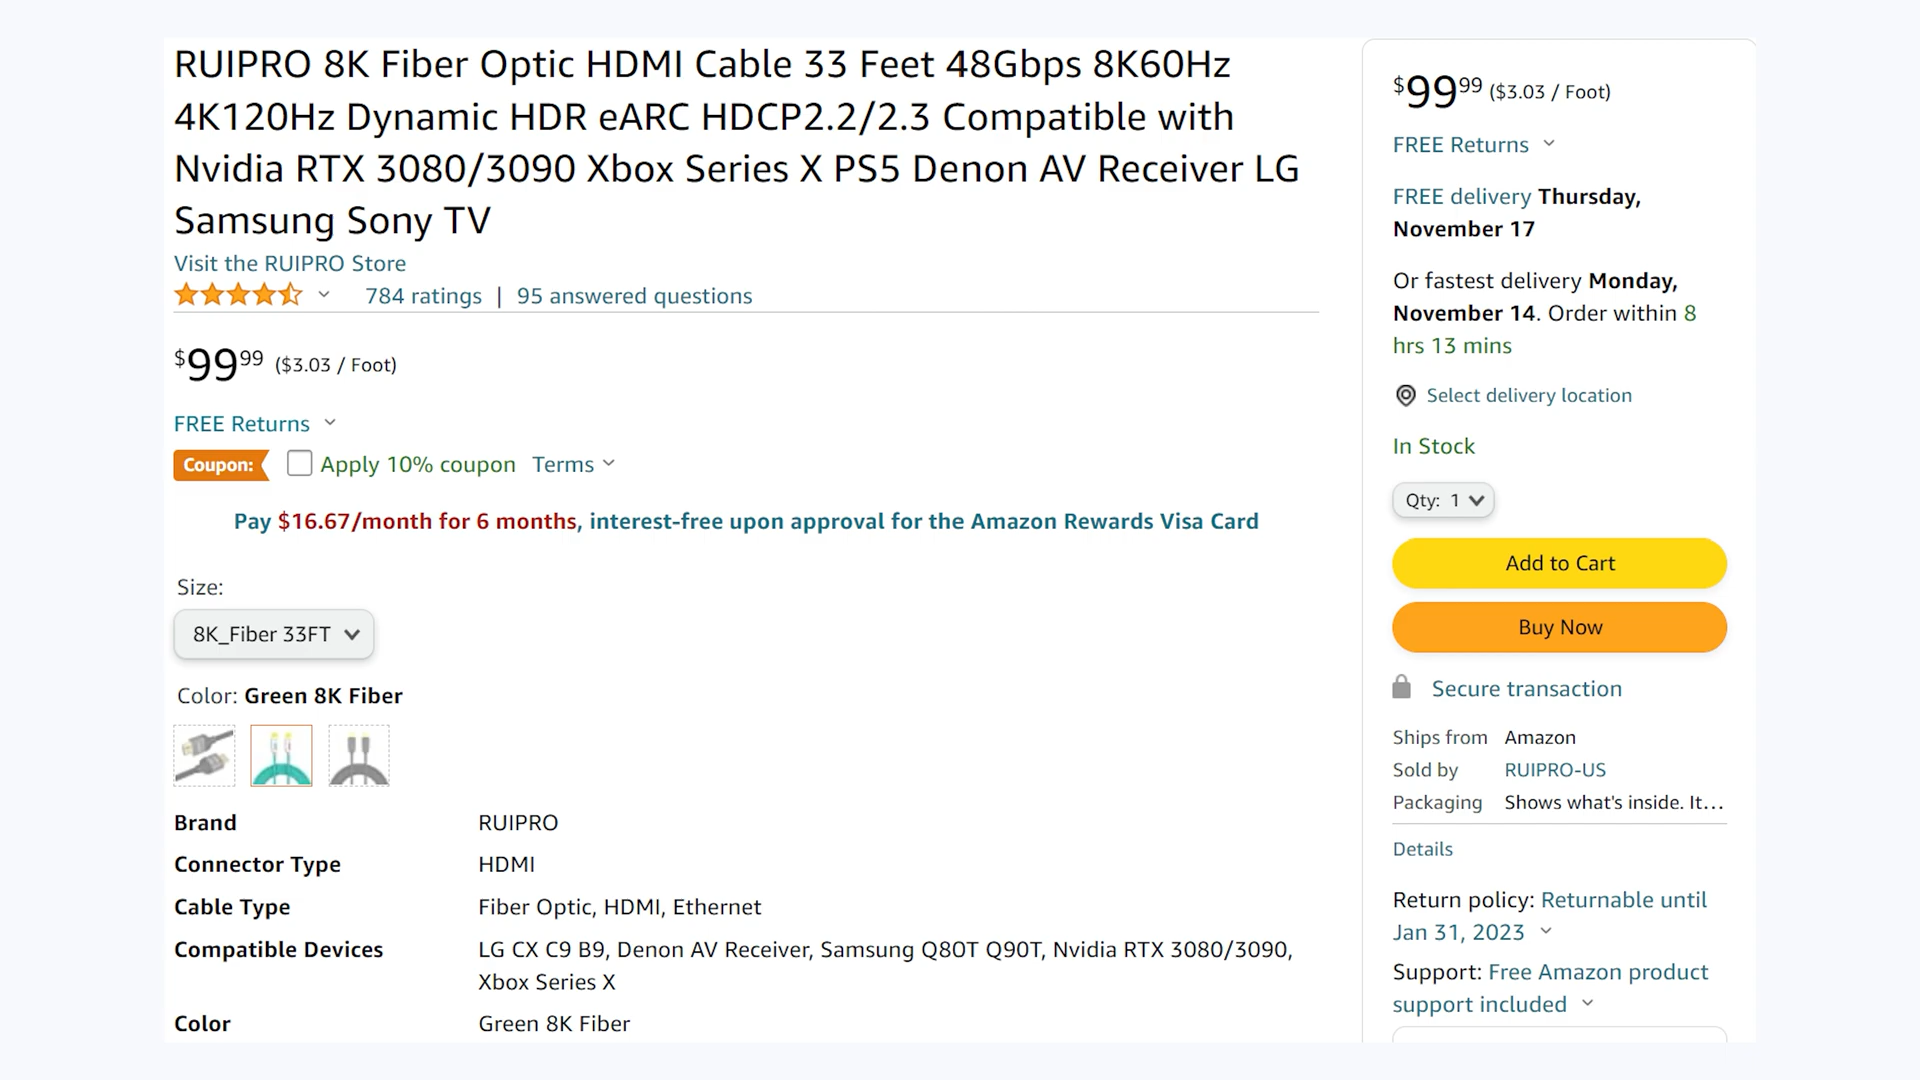 RUIPRO 8K Fiber Optic HDMI Cable 33 Feet 48Gbps 8K60Hz
4K120Hz Dynamic HDR eARC HDCP2.2/2.3 Compatible with
Nvidia RTX 3080/3090 Xbox Series X PS5 Denon AV Receiver LG
Samsung Sony TV
Visit the RUIPRO Store
784 ratings | 95 answered questions
$99 99 ($3.03 / Foot)
FREE Returns
Coupon: Apply 10% coupon Terms
Pay $16.67/month for 6 months, interest-free upon approval for the Amazon Rewards Visa Card
Size:
8K_Fiber 33FT
Color: Green 8K Fiber
Brand RUIPRO
Connector Type HDMI
Cable Type Fiber Optic, HDMI, Ethernet
Compatible Devices LG CX C9 B9, Denon AV Receiver, Samsung Q80T Q90T, Nvidia RTX 3080/3090,
Xbox Series X
Color Green 8K Fiber
$99 99 ($3.03 / Foot)
FREE Returns
FREE delivery Thursday,
November 17
Or fastest delivery Monday,
November 14. Order within 8
hrs 13 mins
Select delivery location
In Stock
Qty: 1
Add to Cart
Buy Now
Secure transaction
Ships from Amazon
Sold by RUIPRO-US
Packaging Shows what's inside. It...
Details
Return policy: Returnable until
Jan 31, 2023
Support: Free Amazon product
support included